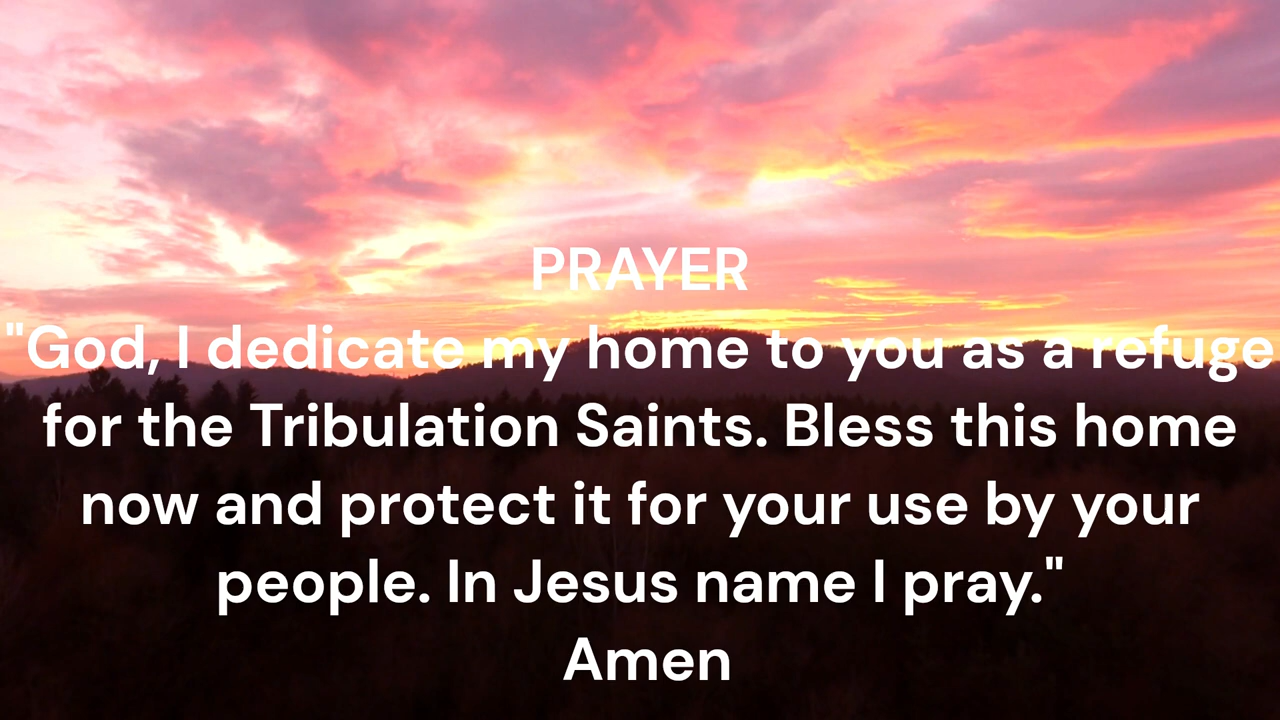 PRAYER
"God, I dedicate my home to you as a refuge
for the Tribulation Saints. Bless this home
now and protect it for your use by your
people. In Jesus name I pray."
Amen